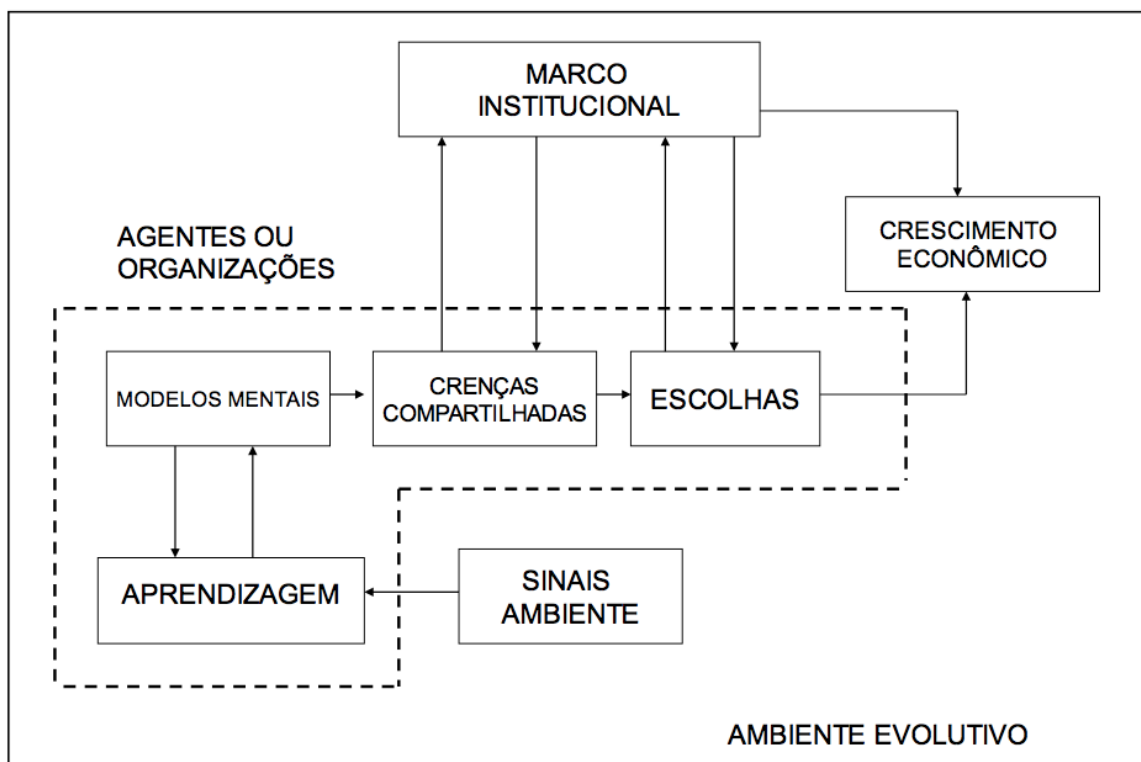 MARCO
INSTITUCIONAL
CRESCIMENTO
ECONÔMICO
AGENTES OU
ORGANIZAÇÕES
MODELOS MENTAIS
CRENÇAS
COMPARTILHADAS
ESCOLHAS
APRENDIZAGEM
SINAIS
AMBIENTE
AMBIENTE EVOLUTIVO